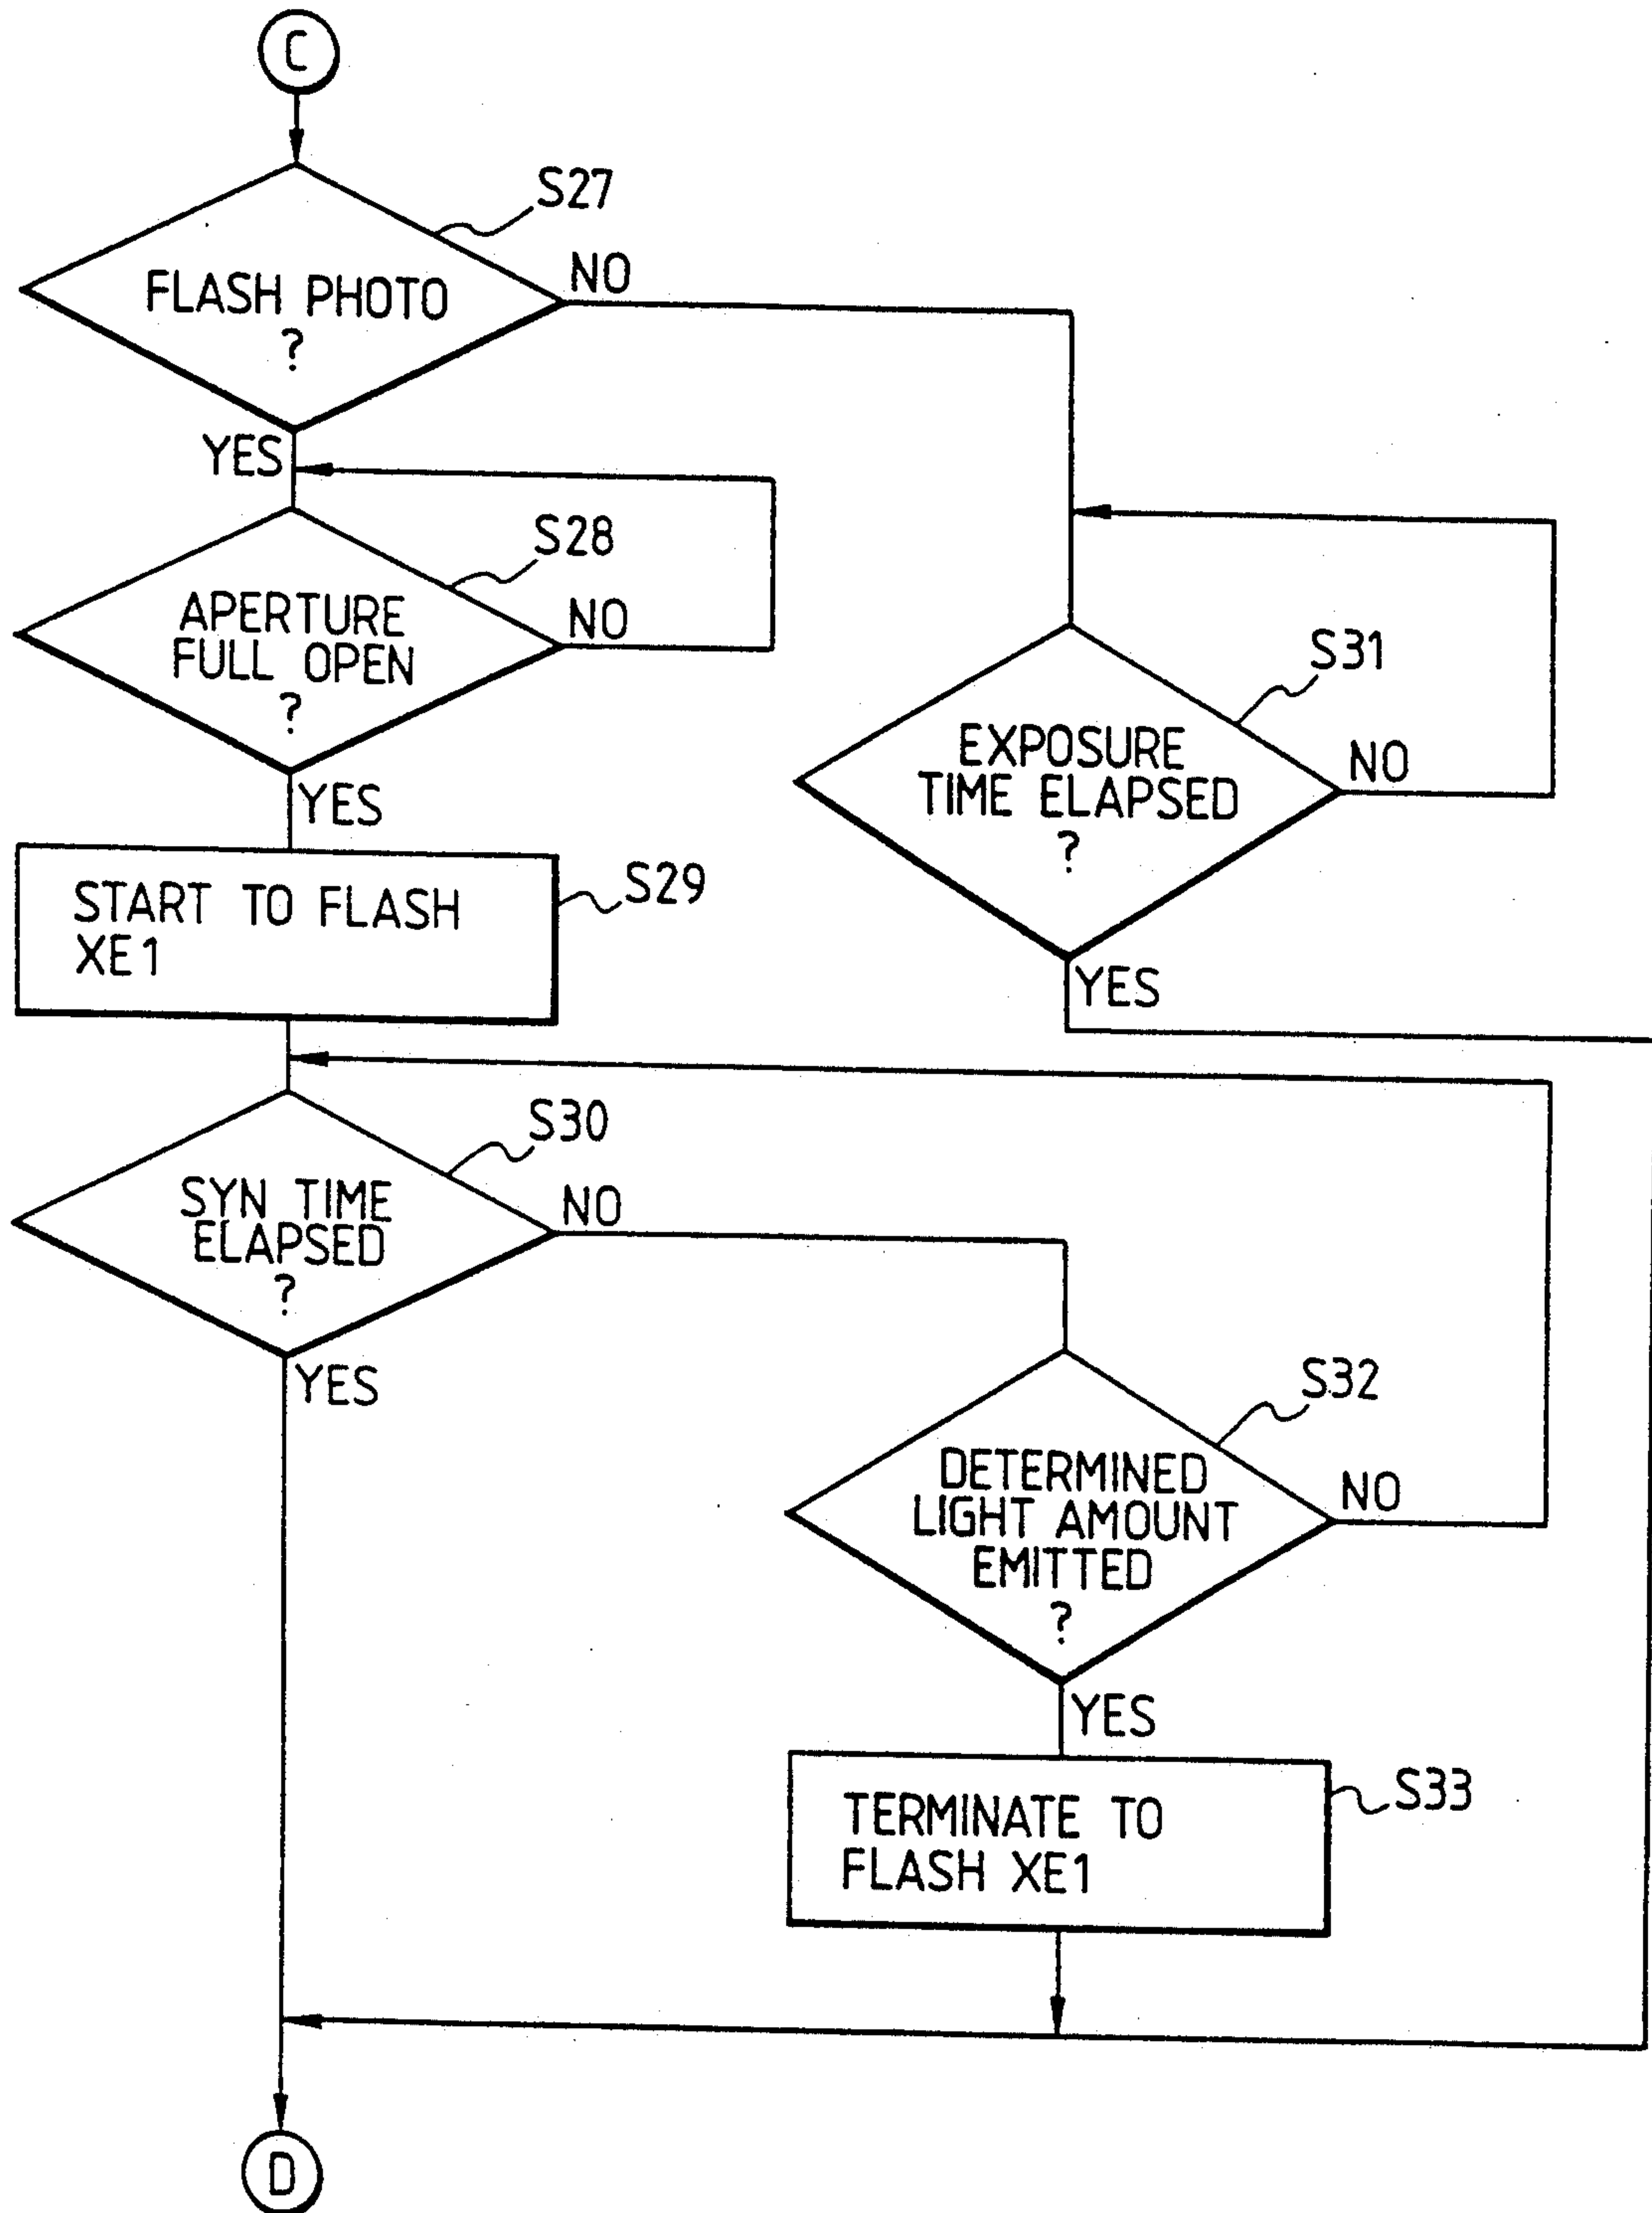 C
S27
FLASH PHOTO
?
NO
YES
S28
APERTURE
FULL OPEN
?
NO
YES
S31
EXPOSURE
TIME ELAPSED
?
NO
YES
START TO FLASH
XE1
S29
S30
SYN TIME
ELAPSED
?
NO
YES
S32
DETERMINED
LIGHT AMOUNT
EMITTED
?
NO
YES
TERMINATE TO
FLASH XE1
S33
D